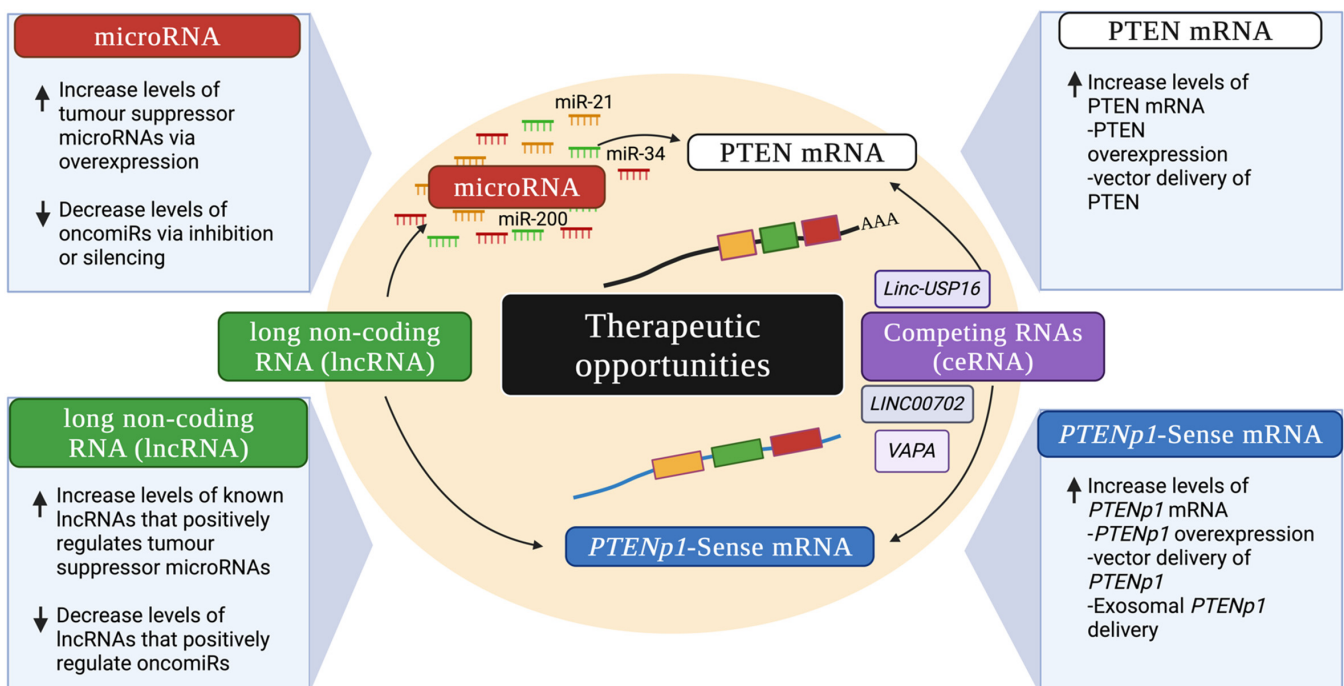 microRNA
Increase levels of
tumour suppressor
microRNAs via
overexpression
Decrease levels of
oncomiRs via inhibition
or silencing
PTEN mRNA
Increase levels of
PTEN mRNA
-PTEN
overexpression
-vector delivery of
PTEN
miR-21
miR-34
microRNA
miR-200
PTEN mRNA
AAA
Linc-USP16
long non-coding
RNA (lncRNA)
Therapeutic
opportunities
Competing RNAs
(ceRNA)
LINC00702
VAPA
PTENp1-Sense mRNA
long non-coding
RNA (lncRNA)
Increase levels of known
lncRNAs that positively
regulates tumour
suppressor microRNAs
Decrease levels of
lncRNAs that positively
regulate oncomiRs
PTENp1-Sense mRNA
Increase levels of
PTENp1 mRNA
-PTENp1 overexpression
-vector delivery of
PTENp1
-Exosomal PTENp1
delivery